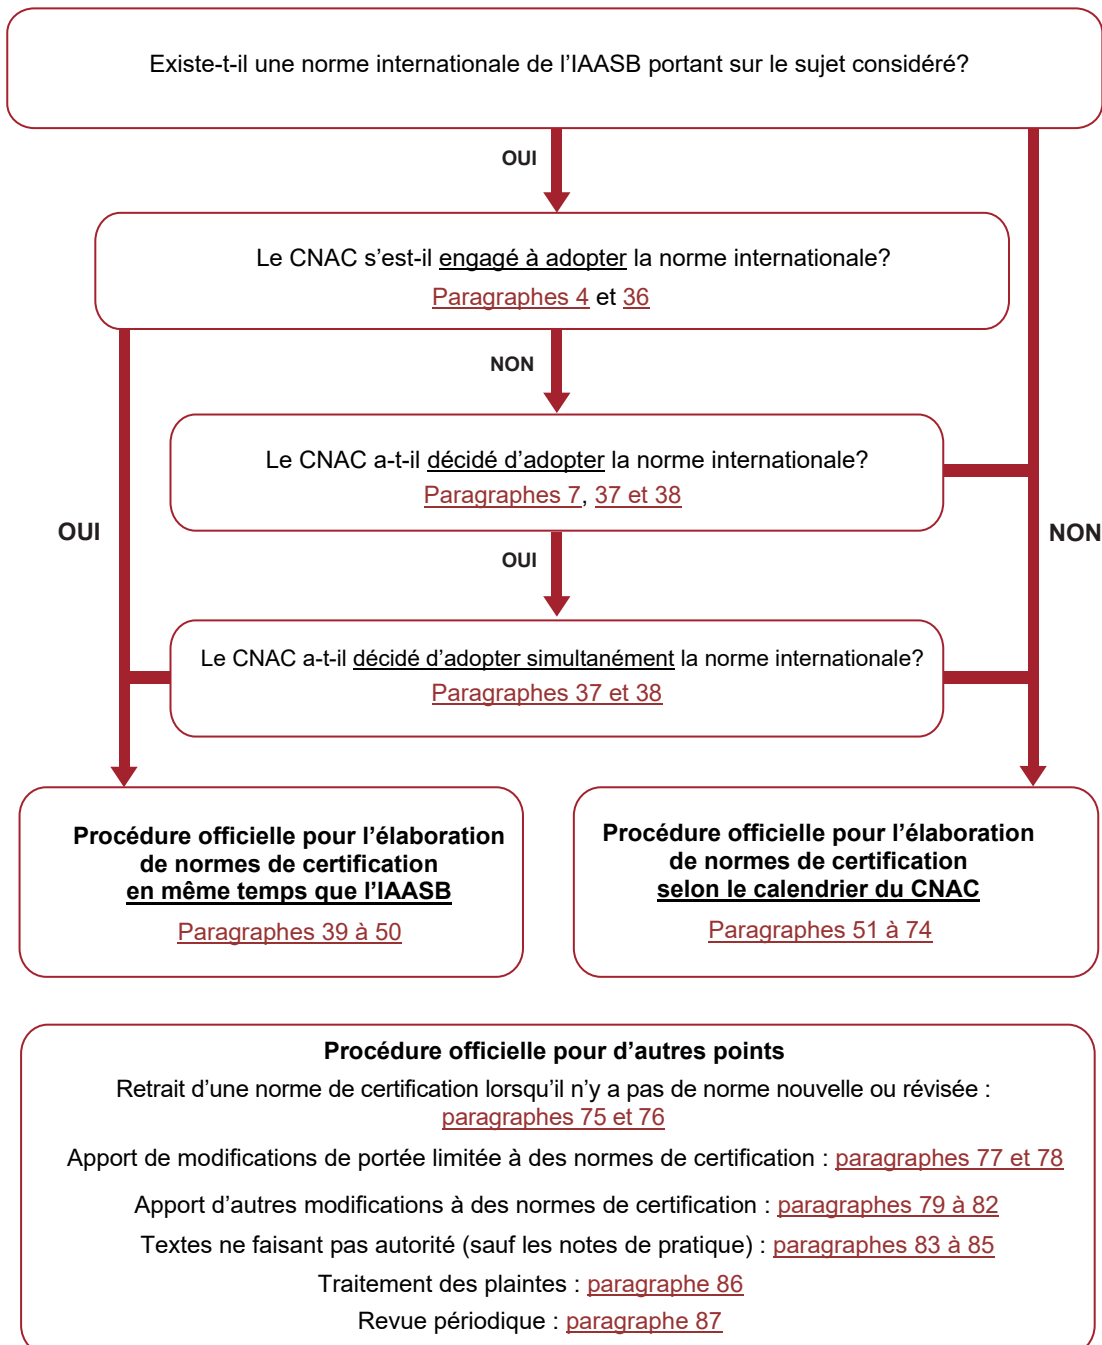 Existe-t-il une norme internationale de l’IAASB portant sur le sujet considéré?
OUI
Le CNAC s’est-il engagé à adopter la norme internationale?
Paragraphes 4 et 36
NON
Le CNAC a-t-il décidé d’adopter la norme internationale?
Paragraphes 7, 37 et 38
OUI
NON
OUI
Le CNAC a-t-il décidé d’adopter simultanément la norme internationale?
Paragraphes 37 et 38
Procédure officielle pour l’élaboration
de normes de certification
en même temps que l’IAASB
Paragraphes 39 à 50
Procédure officielle pour l’élaboration
de normes de certification
selon le calendrier du CNAC
Paragraphes 51 à 74
Procédure officielle pour d’autres points
Retrait d’une norme de certification lorsqu’il n’y a pas de norme nouvelle ou révisée :
paragraphes 75 et 76
Apport de modifications de portée limitée à des normes de certification : paragraphes 77 et 78
Apport d’autres modifications à des normes de certification : paragraphes 79 à 82
Textes ne faisant pas autorité (sauf les notes de pratique) : paragraphes 83 à 85
Traitement des plaintes : paragraphe 86
Revue périodique : paragraphe 87